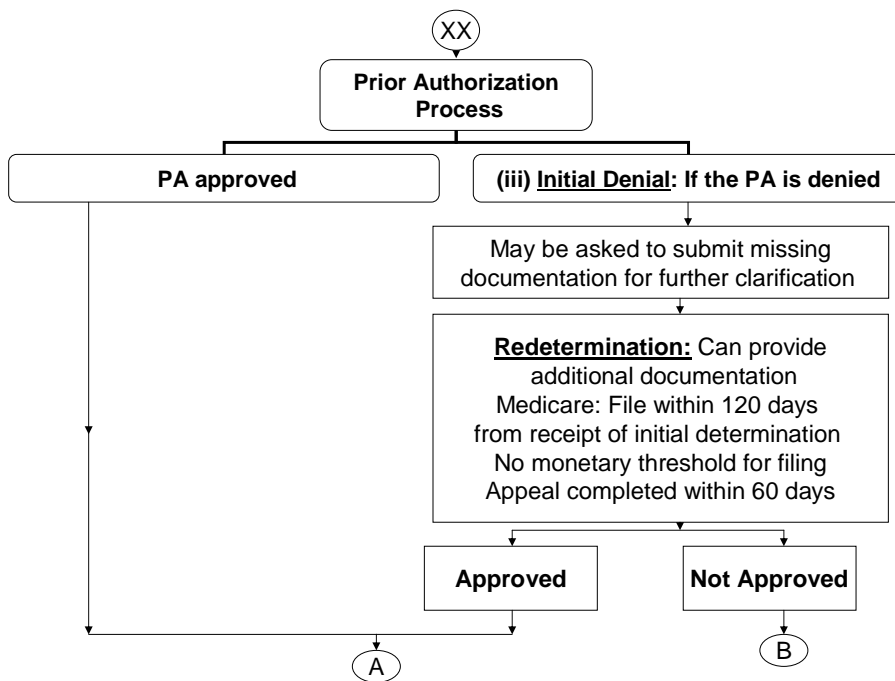 XX
Prior Authorization
Process
PA approved
(iii) Initial Denial: If the PA is denied
May be asked to submit missing
documentation for further clarification
Redetermination: Can provide
additional documentation
Medicare: File within 120 days
from receipt of initial determination
No monetary threshold for filing
Appeal completed within 60 days
Approved
Not Approved
A
B